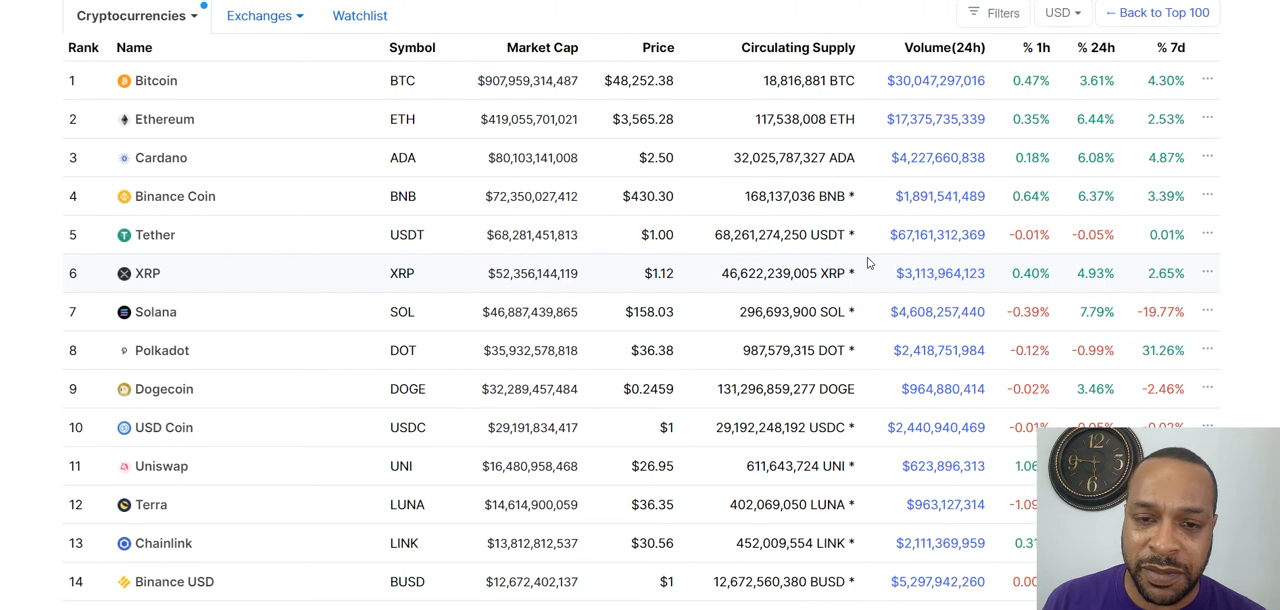 Cryptocurrencies Exchanges Watchlist Filters USD ← Back to Top 100
Rank Name Symbol Market Cap Price Circulating Supply Volume(24h) % 1h % 24h % 7d
1 Bitcoin BTC $907,959,314,487 $48,252.38 18,816,881 BTC $30,047,297,016 0.47% 3.61% 4.30%
2 Ethereum ETH $419,055,701,021 $3,565.28 117,538,008 ETH $17,375,735,339 0.35% 6.44% 2.53%
3 Cardano ADA $80,103,141,008 $2.50 32,025,787,327 ADA $4,227,660,838 0.18% 6.08% 4.87%
4 Binance Coin BNB $72,350,027,412 $430.30 168,137,036 BNB * $1,891,541,489 0.64% 6.37% 3.39%
5 Tether USDT $68,281,451,813 $1.00 68,261,274,250 USDT * $67,161,312,369 -0.01% -0.05% 0.01%
6 XRP XRP $52,356,144,119 $1.12 46,622,239,005 XRP * $3,113,964,123 0.40% 4.93% 2.65%
7 Solana SOL $46,887,439,865 $158.03 296,693,900 SOL * $4,608,257,440 -0.39% 7.79% -19.77%
8 Polkadot DOT $35,932,578,818 $36.38 987,579,315 DOT * $2,418,751,984 -0.12% -0.99% 31.26%
9 Dogecoin DOGE $32,289,457,484 $0.2459 131,296,859,277 DOGE $964,880,414 -0.02% 3.46% -2.46%
10 USD Coin USDC $29,191,834,417 $1 29,192,248,192 USDC * $2,440,940,469
11 Uniswap UNI $16,480,958,468 $26.95 611,643,724 UNI * $623,896,313 1.06
12 Terra LUNA $14,614,900,059 $36.35 402,069,050 LUNA * $963,127,314 -1.09
13 Chainlink LINK $13,812,812,537 $30.56 452,009,554 LINK * $2,111,369,959
14 Binance USD BUSD $12,672,402,137 $1 12,672,560,380 BUSD * $5,297,942,260
12
9 3
6